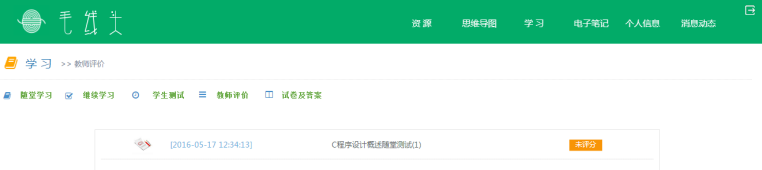 毛线头
资源 思维导图 学习 电子笔记 个人信息 消息动态
学习 >> 教师评价
随堂学习 继续学习 学生测试 教师评价 试卷及答案
[2016-05-17 12:34:13] C程序设计概述随堂测试(1) 未评分